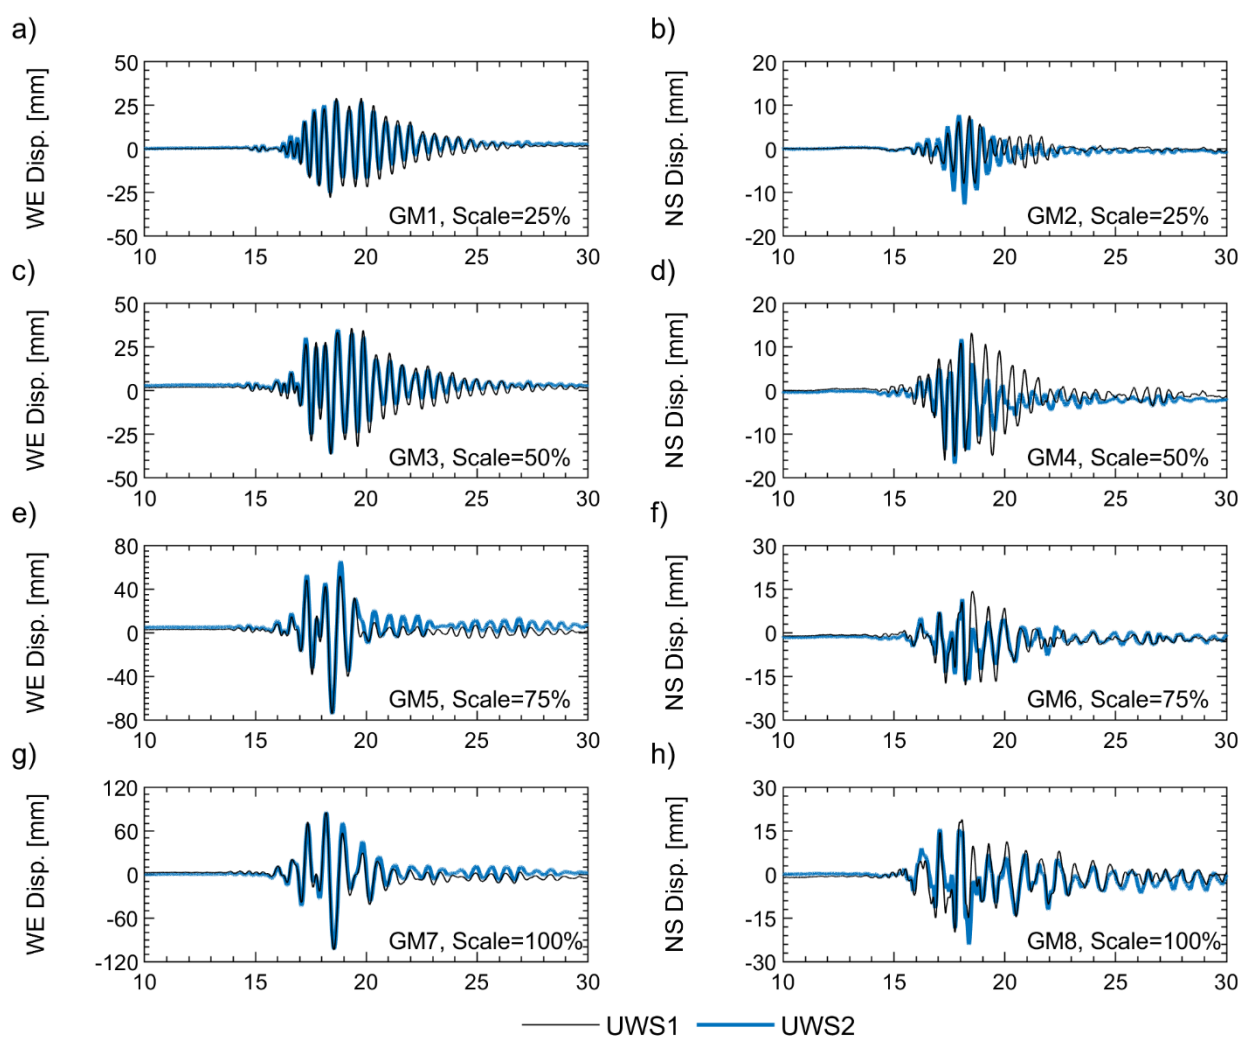 a)
50
25
0
-25
-50
WE Disp. [mm]
GM1, Scale=25%
10 15 20 25 30
b)
20
10
0
-10
-20
NS Disp. [mm]
GM2, Scale=25%
10 15 20 25 30
c)
50
25
0
-25
-50
WE Disp. [mm]
GM3, Scale=50%
10 15 20 25 30
d)
20
10
0
-10
-20
NS Disp. [mm]
GM4, Scale=50%
10 15 20 25 30
e)
80
40
0
-40
-80
WE Disp. [mm]
GM5, Scale=75%
10 15 20 25 30
f)
30
15
0
-15
-30
NS Disp. [mm]
GM6, Scale=75%
10 15 20 25 30
g)
120
60
0
-60
-120
WE Disp. [mm]
GM7, Scale=100%
10 15 20 25 30
h)
30
15
0
-15
-30
NS Disp. [mm]
GM8, Scale=100%
10 15 20 25 30
UWS1 UWS2